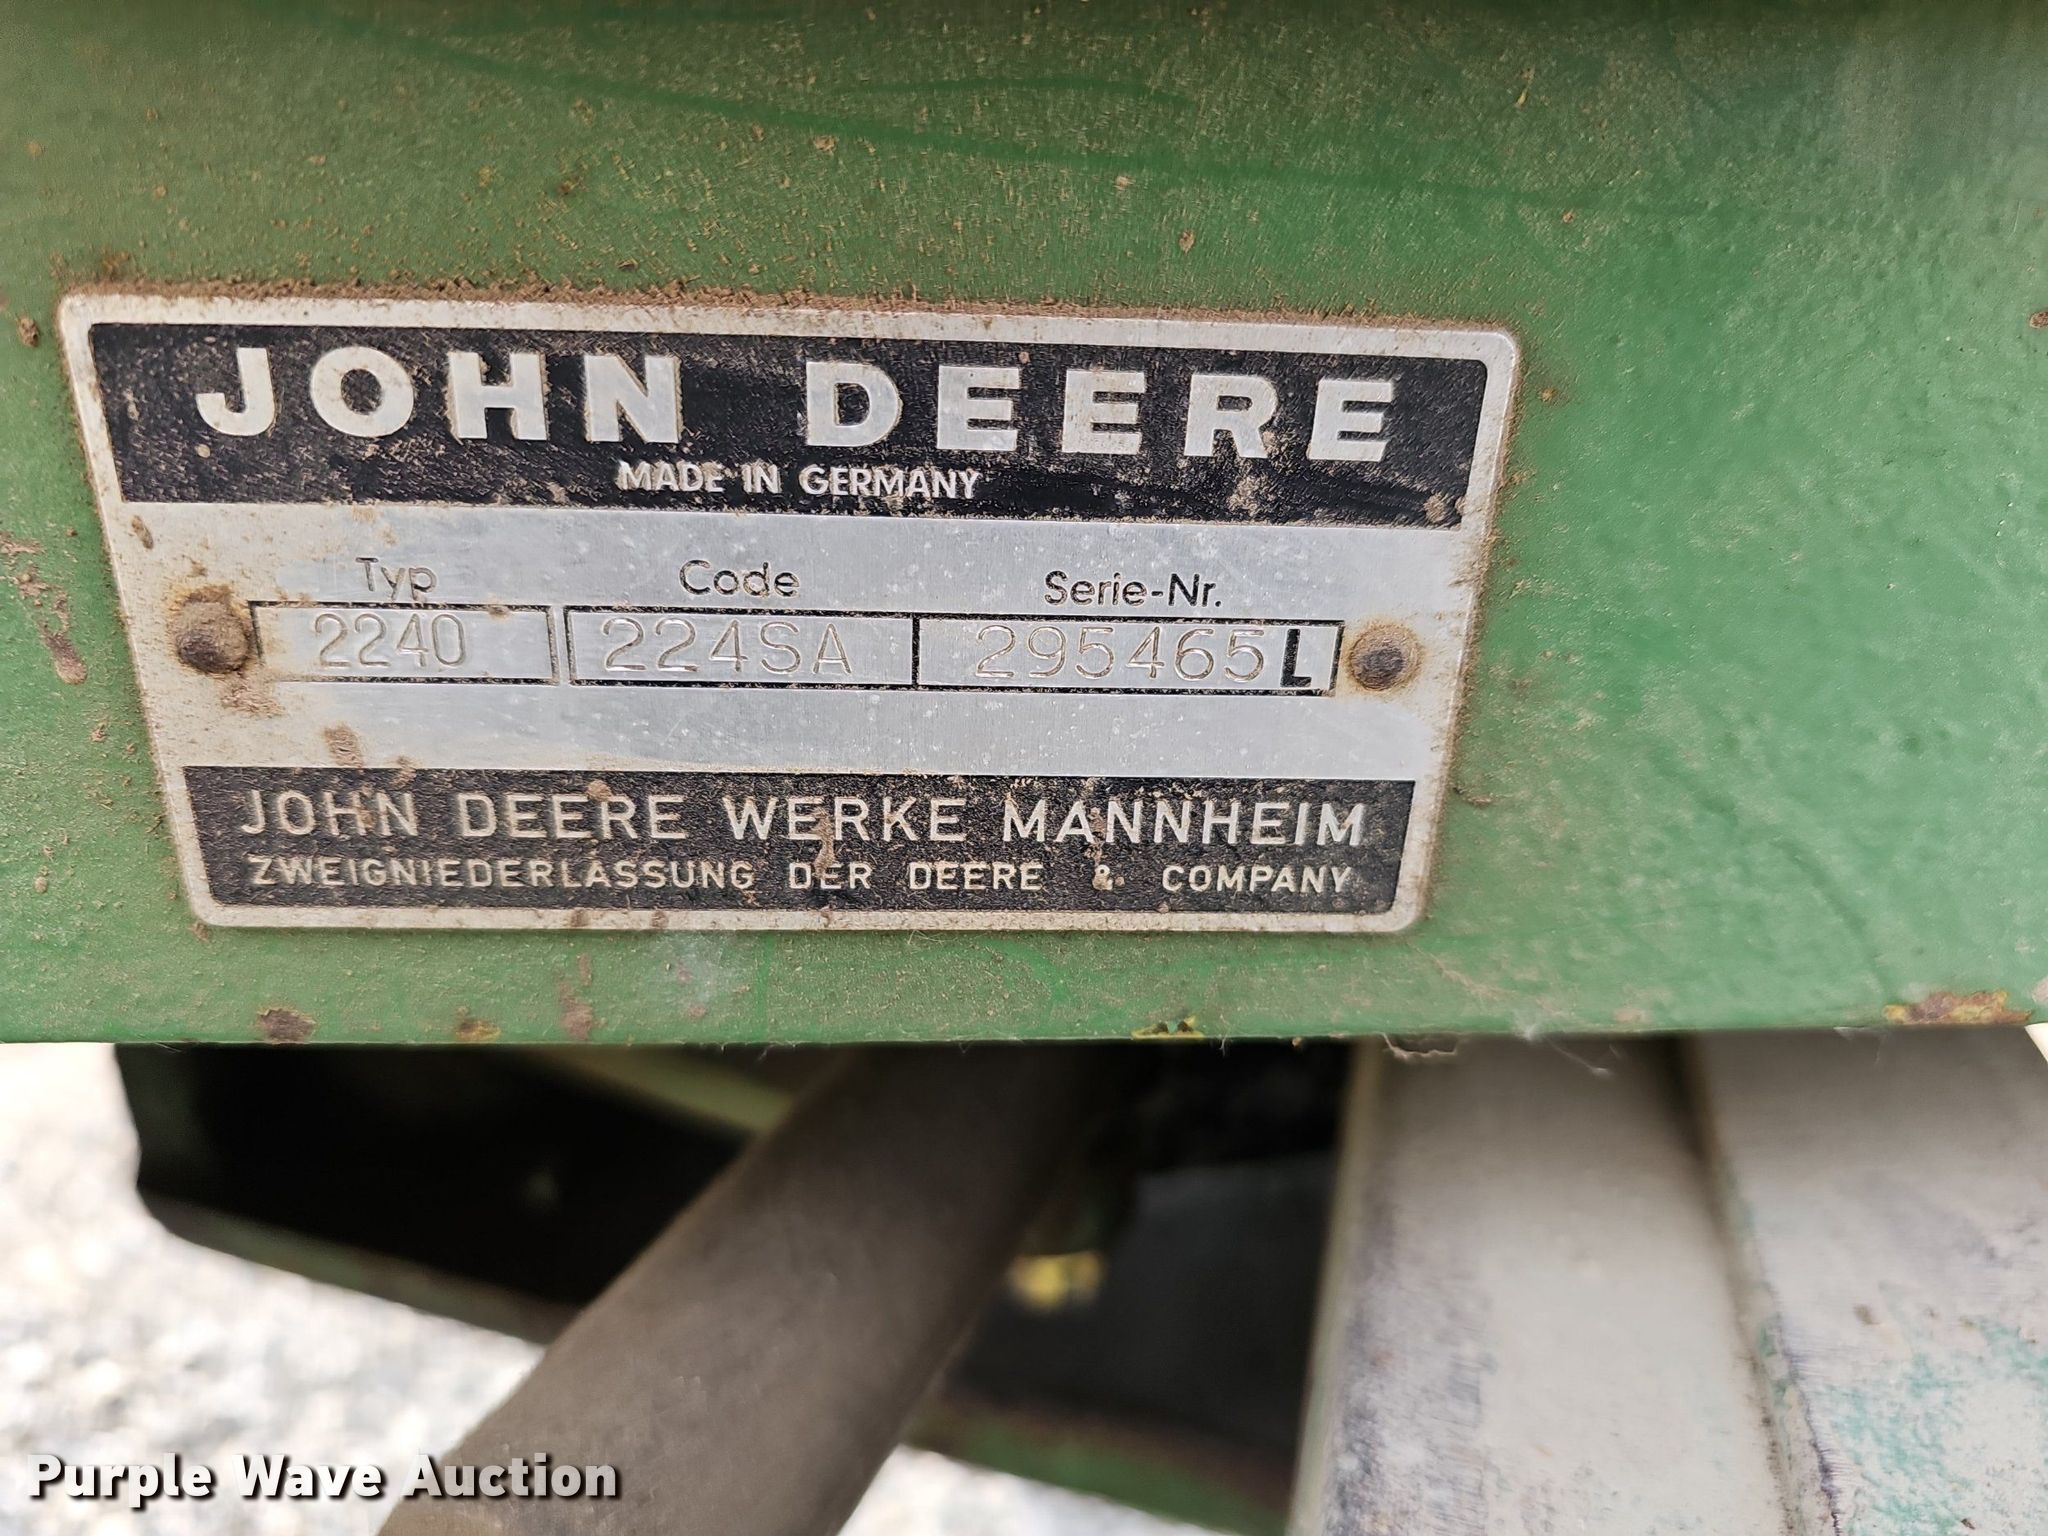 JOHN DEERE
MADE IN GERMANY
Typ Code Serie-Nr.
2240 224SA 295465L
JOHN DEERE WERKE MANNHEIM
ZWEIGNIEDERLASSUNG DER DEERE & COMPANY
Purple Wave Auction